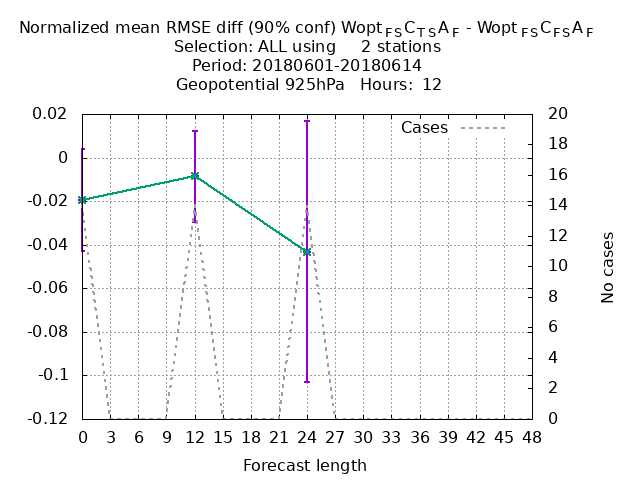 Normalized mean RMSE diff (90% conf) Wopt FS C TS A F - Wopt FS C FS A F
Selection: ALL using 2 stations
Period: 20180601-20180614
Geopotential 925hPa Hours: 12
Cases
0.02
0
-0.02
-0.04
-0.06
-0.08
-0.1
-0.12
20
18
16
14
12
10
8
6
4
2
0
No cases
0 3 6 9 12 15 18 21 24 27 30 33 36 39 42 45 48
Forecast length